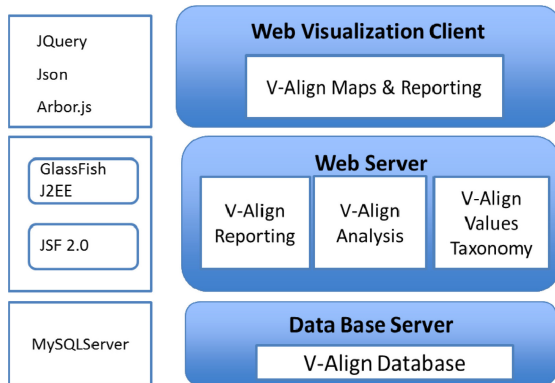 JQuery
Json
Arbor.js
Web Visualization Client
V-Align Maps & Reporting
GlassFish
J2EE
JSF 2.0
Web Server
V-Align
Reporting
V-Align
Analysis
V-Align
Values
Taxonomy
MySQLServer
Data Base Server
V-Align Database